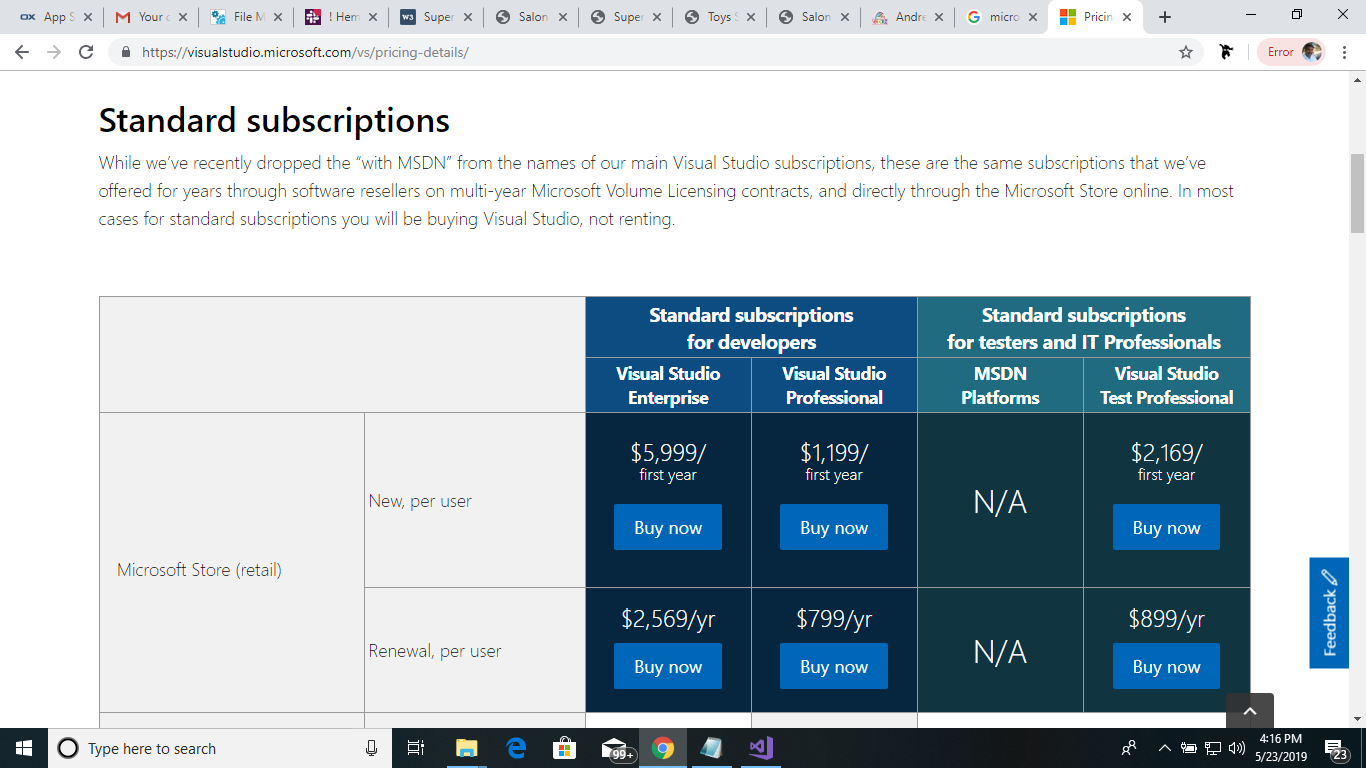 App S
Your c
File M
! Hem
Super
Salon
Super
Toys S
Salon
Andre
micro
Pricin
https://visualstudio.microsoft.com/vs/pricing-details/
Error
Standard subscriptions
While we've recently dropped the “with MSDN” from the names of our main Visual Studio subscriptions, these are the same subscriptions that we've
offered for years through software resellers on multi-year Microsoft Volume Licensing contracts, and directly through the Microsoft Store online. In most
cases for standard subscriptions you will be buying Visual Studio, not renting.
Standard subscriptions
for developers
Standard subscriptions
for testers and IT Professionals
Visual Studio
Enterprise
Visual Studio
Professional
MSDN
Platforms
Visual Studio
Test Professional
Microsoft Store (retail)
New, per user
$5,999/
first year
Buy now
$1,199/
first year
Buy now
N/A
$2,169/
first year
Buy now
Renewal, per user
$2,569/yr
Buy now
$799/yr
Buy now
N/A
$899/yr
Buy now
Feedback
Type here to search
99+
4:16 PM
5/23/2019
23